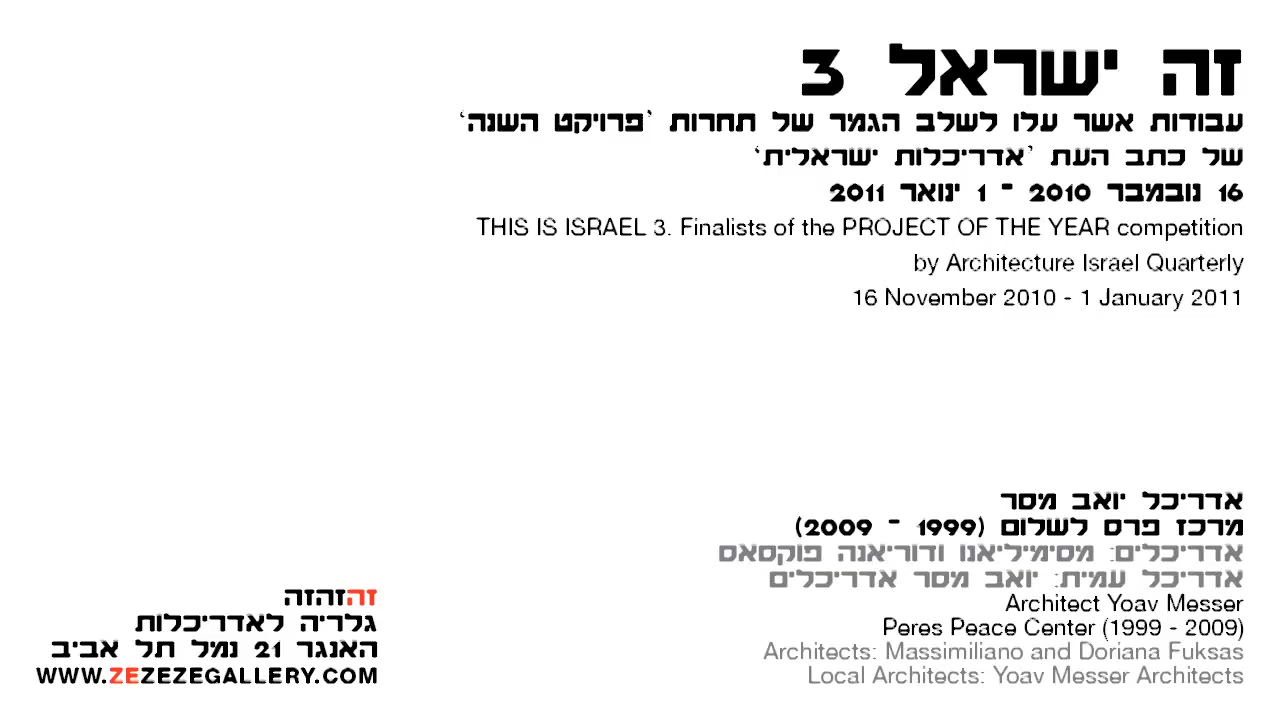 זה ישראל 3
עבודות אשר עלו לשלב הגמר של תחרות 'פרויקט השנה'
של כתב העת 'אדריכלות ישראלית'
16 נובמבר 2010 - 1 ינואר 2011
THIS IS ISRAEL 3. Finalists of the PROJECT OF THE YEAR competition
by Architecture Israel Quarterly
16 November 2010 - 1 January 2011
אדריכל יואב מסר
מרכז פרס לשלום (1999 - 2009)
אדריכלים: מסימיליאנו ודוריאנה פוקסאס
אדריכל עמית: יואב מסר אדריכלים
Architect Yoav Messer
Peres Peace Center (1999 - 2009)
Architects: Massimiliano and Doriana Fuksas
Local Architects: Yoav Messer Architects
זהזהזה
גלריה לאדריכלות
האנגר 21 נמל תל אביב
WWW.ZEZEZEGALLERY.COM